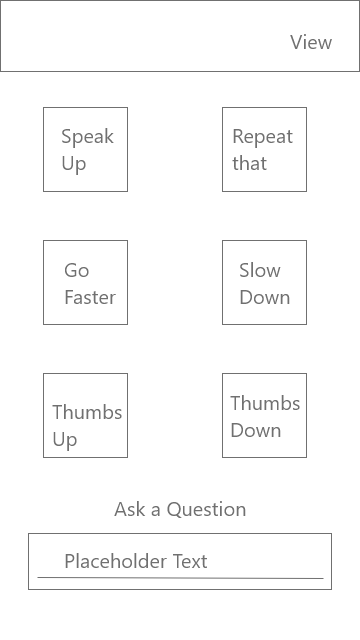 View
Speak
Up
Repeat
that
Go
Faster
Slow
Down
Thumbs
Up
Thumbs
Down
Ask a Question
Placeholder Text